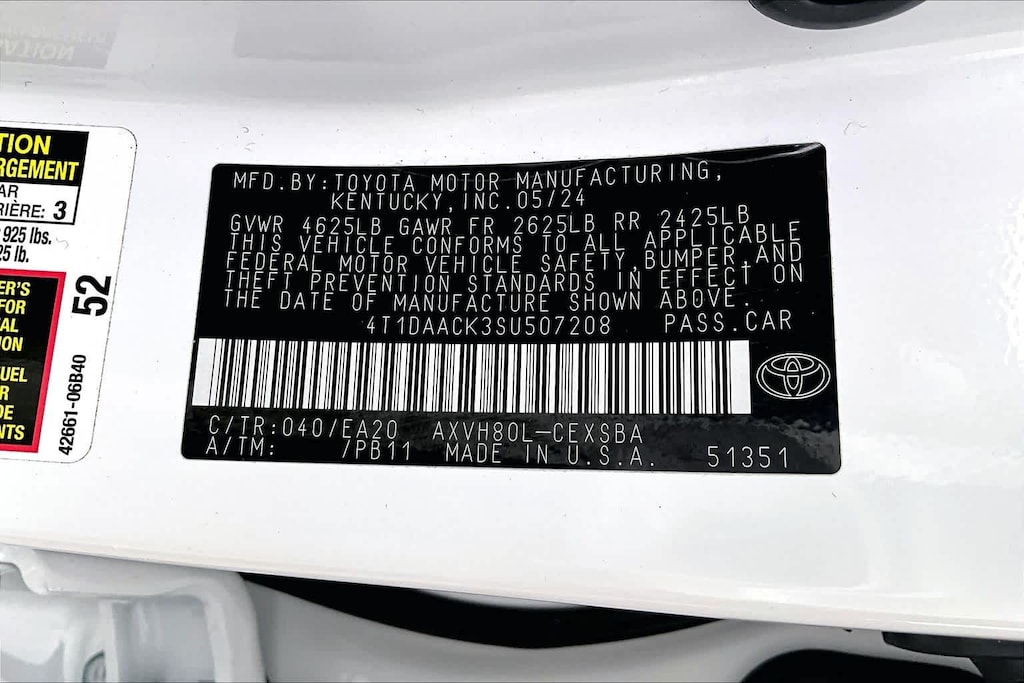 TION
RGEMENT
AR
RIÈRE: 3
925 lbs.
25 lb.
ER'S
FOR
AL
ION
UEL
R
DE
NTS
52
42661-06B40
MFD.BY:TOYOTA MOTOR MANUFACTURING,
KENTUCKY,INC.05/24
GVWR 4625LB GAWR FR 2625LB RR 2425LB
THIS VEHICLE CONFORMS TO ALL APPLICABLE
FEDERAL MOTOR VEHICLE SAFETY,BUMPER,AND
THEFT PREVENTION STANDARDS IN EFFECT ON
THE DATE OF MANUFACTURE SHOWN ABOVE.
4T1DAACK3SU507208 PASS.CAR
C/TR:040/EA20 AXVH80L-CEXSBA
A/TM: /PB11 MADE IN U.S.A. 51351